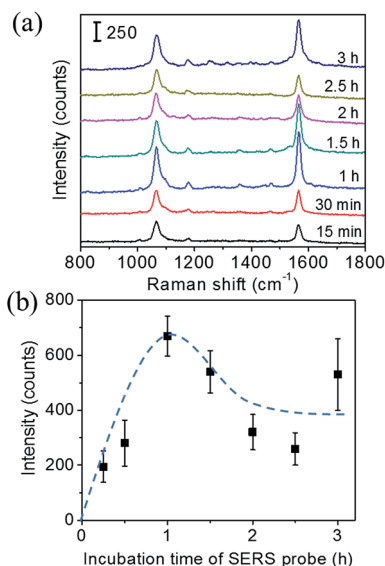 (a)
250
3 h
2.5 h
2 h
1.5 h
1 h
30 min
15 min
Intensity (counts)
800 1000 1200 1400 1600 1800
Raman shift (cm⁻¹)
(b)
800
600
400
200
0
Intensity (counts)
0 1 2 3
Incubation time of SERS probe (h)